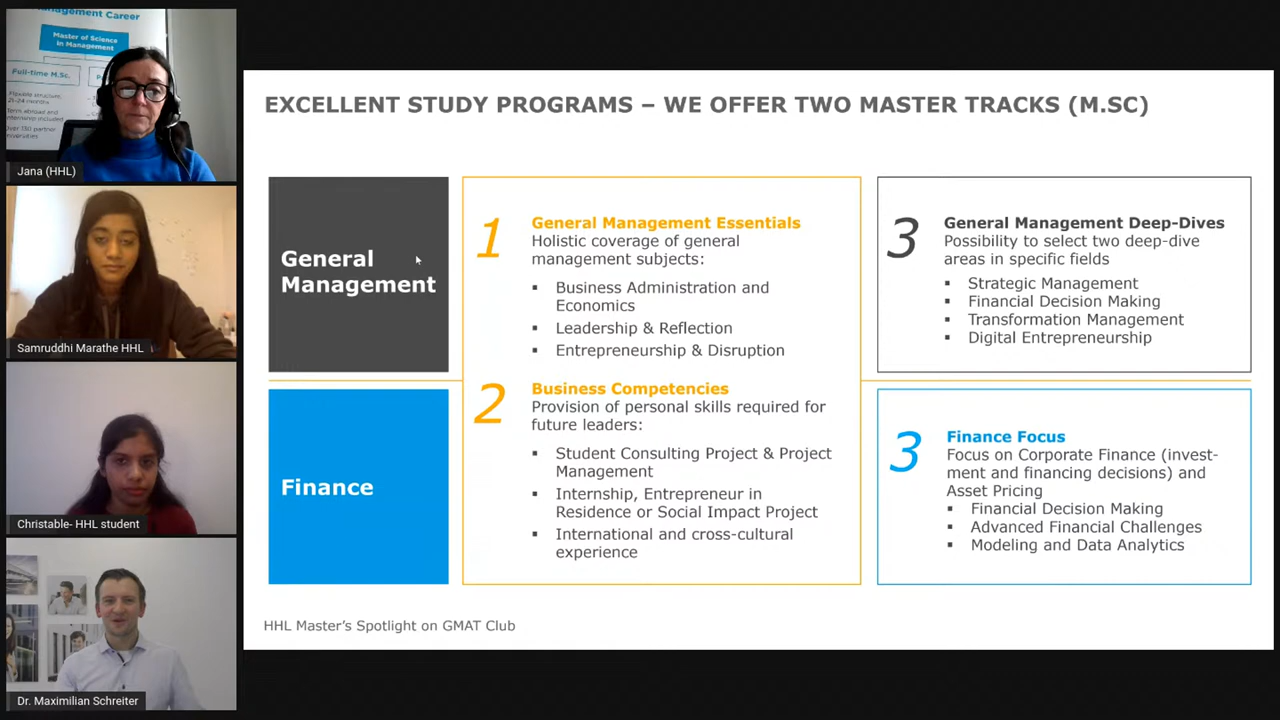 Management Career
Master of Science
in Management
Full-time M.Sc.
21-24 months
Jana (HHL)
Samruddhi Marathe HHL
Christable- HHL student
Dr. Maximilian Schreiter
EXCELLENT STUDY PROGRAMS – WE OFFER TWO MASTER TRACKS (M.SC)
General
Management
Finance
1
General Management Essentials
Holistic coverage of general
management subjects:
▪ Business Administration and
Economics
▪ Leadership & Reflection
▪ Entrepreneurship & Disruption
2
Business Competencies
Provision of personal skills required for
future leaders:
▪ Student Consulting Project & Project
Management
▪ Internship, Entrepreneur in
Residence or Social Impact Project
▪ International and cross-cultural
experience
3
General Management Deep-Dives
Possibility to select two deep-dive
areas in specific fields
▪ Strategic Management
▪ Financial Decision Making
▪ Transformation Management
▪ Digital Entrepreneurship
3
Finance Focus
Focus on Corporate Finance (invest-
ment and financing decisions) and
Asset Pricing
▪ Financial Decision Making
▪ Advanced Financial Challenges
▪ Modeling and Data Analytics
HHL Master's Spotlight on GMAT Club